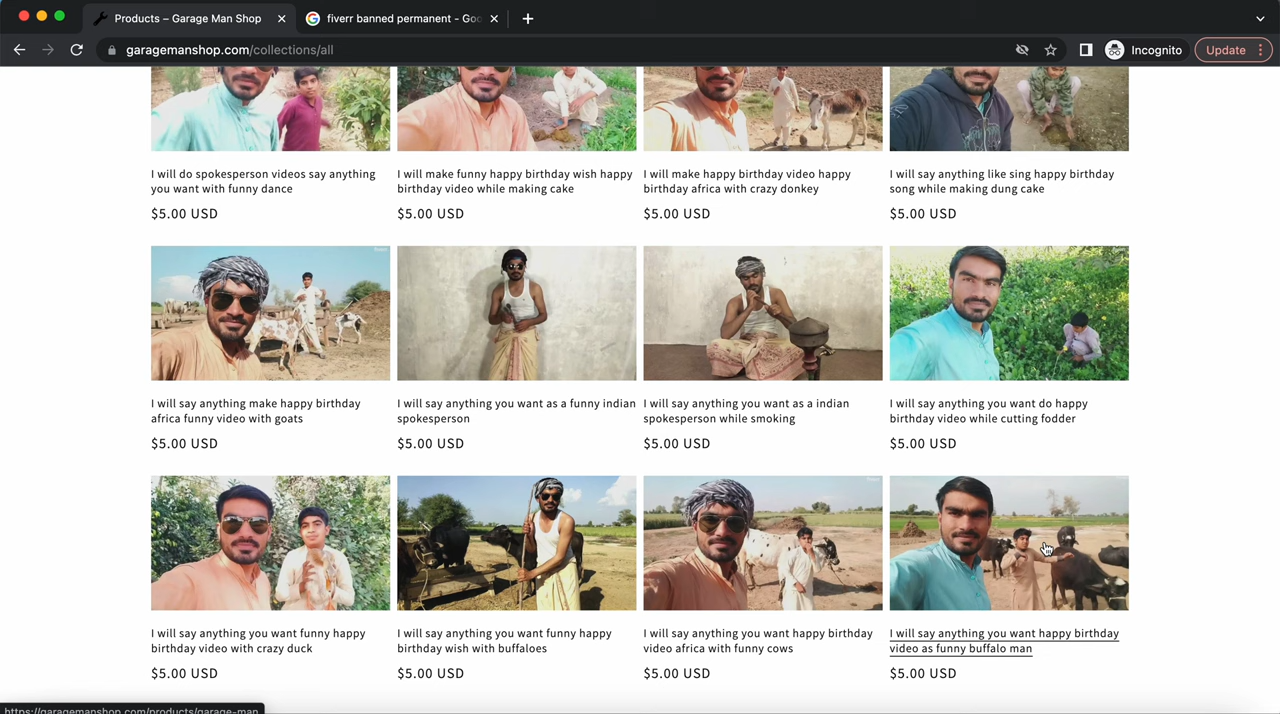 Products – Garage Man Shop
fiverr banned permanent - Goo
garagemanshop.com/collections/all
Incognito
Update
I will do spokesperson videos say anything
you want with funny dance
$5.00 USD
I will make funny happy birthday wish happy
birthday video while making cake
$5.00 USD
I will make happy birthday video happy
birthday africa with crazy donkey
$5.00 USD
I will say anything like sing happy birthday
song while making dung cake
$5.00 USD
I will say anything make happy birthday
africa funny video with goats
$5.00 USD
I will say anything you want as a funny indian
spokesperson
$5.00 USD
I will say anything you want as a indian
spokesperson while smoking
$5.00 USD
I will say anything you want do happy
birthday video while cutting fodder
$5.00 USD
I will say anything you want funny happy
birthday video with crazy duck
$5.00 USD
I will say anything you want funny happy
birthday wish with buffaloes
$5.00 USD
I will say anything you want happy birthday
video africa with funny cows
$5.00 USD
I will say anything you want happy birthday
video as funny buffalo man
$5.00 USD
https://garagemanshop.com/products/garage-man